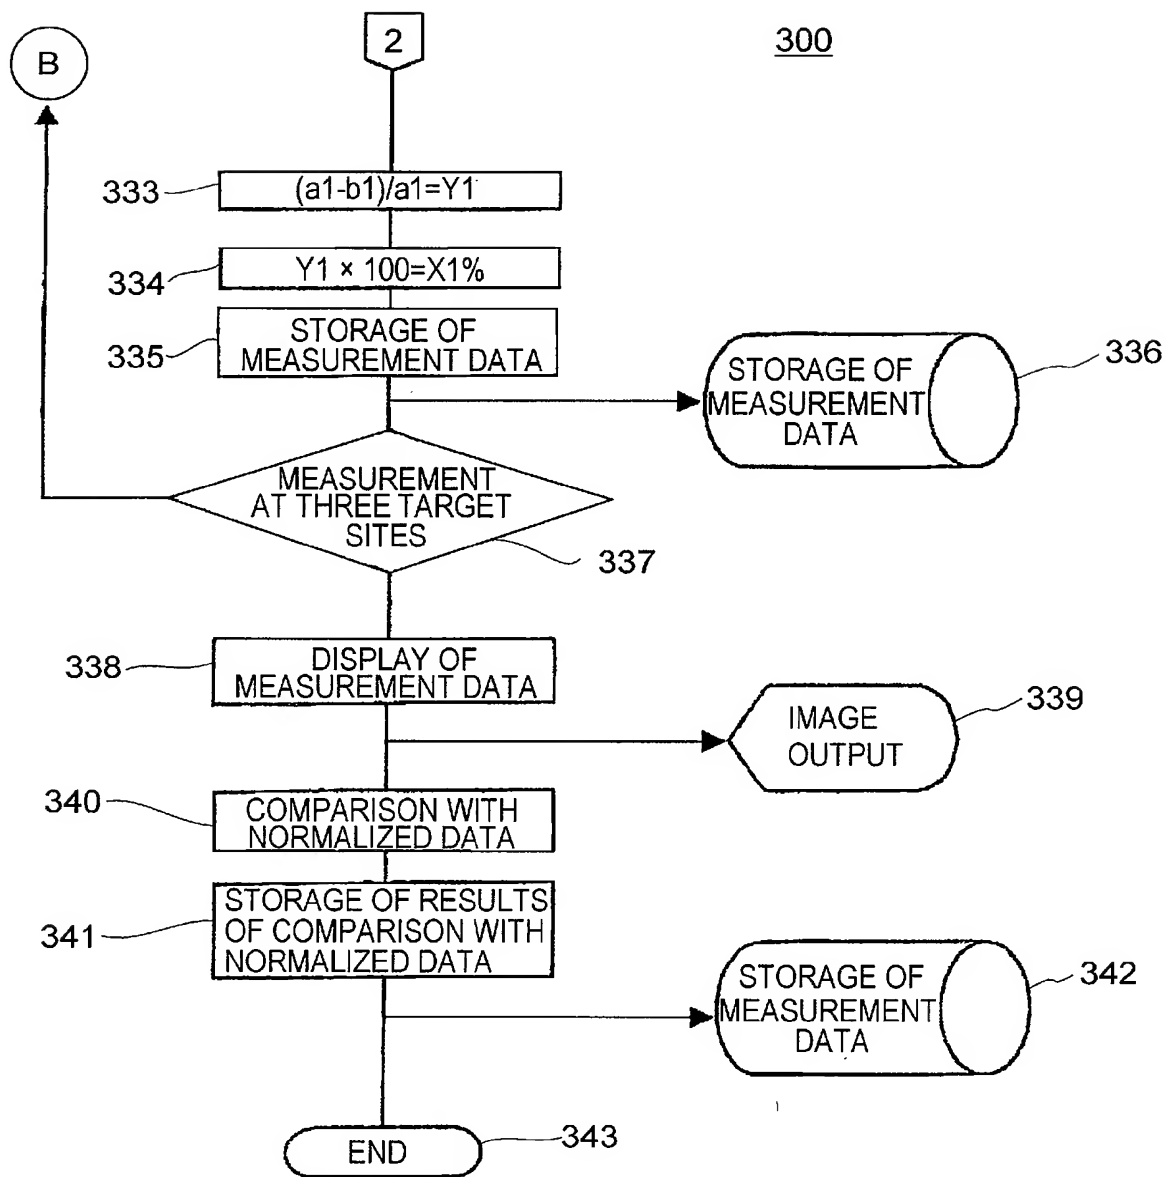 B
2
300
333
(a1-b1)/a1=Y1
334
Y1 × 100=X1%
335
STORAGE OF
MEASUREMENT DATA
STORAGE OF
MEASUREMENT
DATA
336
MEASUREMENT
AT THREE TARGET
SITES
337
338
DISPLAY OF
MEASUREMENT DATA
IMAGE
OUTPUT
339
340
COMPARISON WITH
NORMALIZED DATA
341
STORAGE OF RESULTS
OF COMPARISON WITH
NORMALIZED DATA
STORAGE OF
MEASUREMENT
DATA
342
END
343